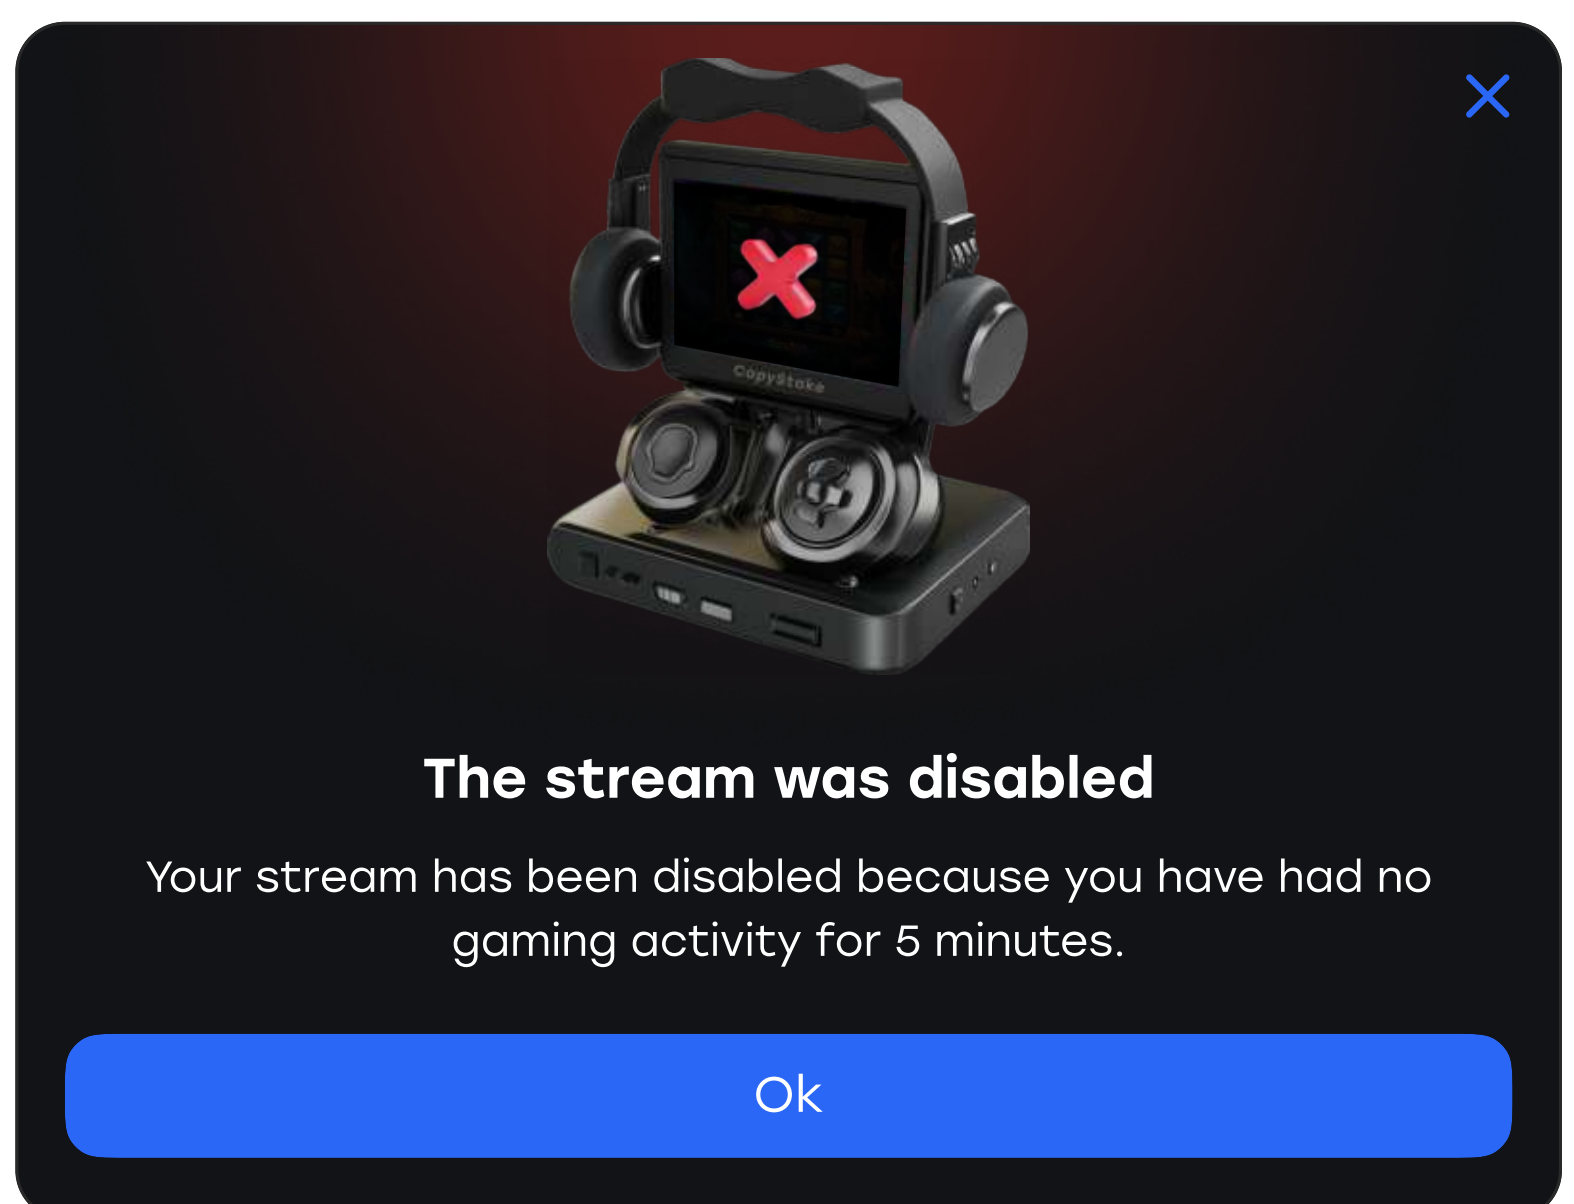 CopyStake
The stream was disabled
Your stream has been disabled because you have had no
gaming activity for 5 minutes.
Ok